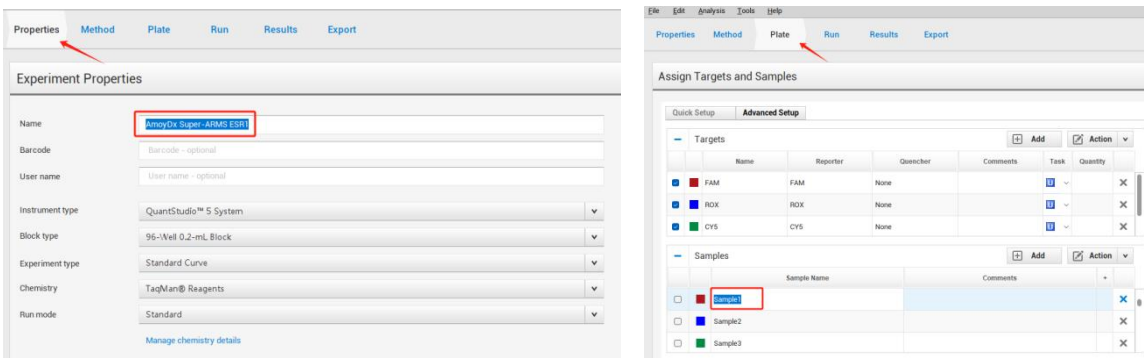 Properties Method Plate Run Results Export
Experiment Properties
Name AmoyDx Super-ARMS ESR1
Barcode Barcode - optional
User name User name - optional
Instrument type QuantStudio™ 5 System
Block type 96-Well 0.2-mL Block
Experiment type Standard Curve
Chemistry TaqMan® Reagents
Run mode Standard
Manage chemistry details
File Edit Analysis Tools Help
Properties Method Plate Run Results Export
Assign Targets and Samples
Quick Setup Advanced Setup
Targets Add Action
Name Reporter Quencher Comments Task Quantity
FAM FAM None U
ROX ROX None U
CY5 CY5 None U
Samples Add Action
Sample Name Comments
Sample1
Sample2
Sample3